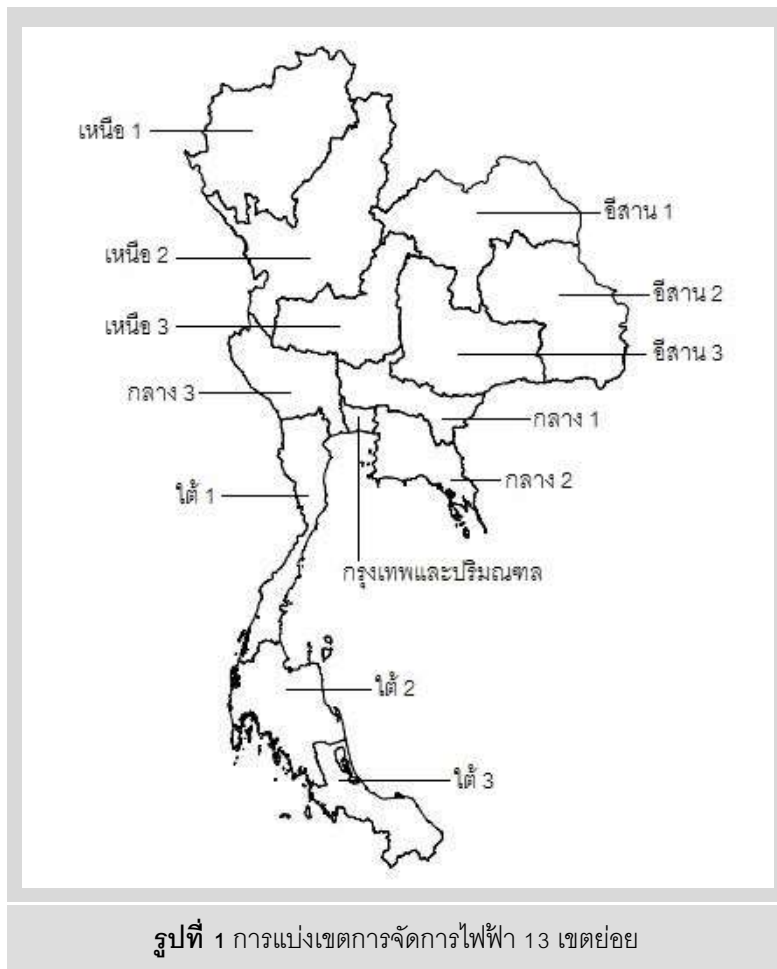 เหนือ 1
อีสาน 1
เหนือ 2
อีสาน 2
เหนือ 3
อีสาน 3
กลาง 3
กลาง 1
กลาง 2
ใต้ 1
กรุงเทพและปริมณฑล
ใต้ 2
ใต้ 3
รูปที่ 1 การแบ่งเขตการจัดการไฟฟ้า 13 เขตย่อย